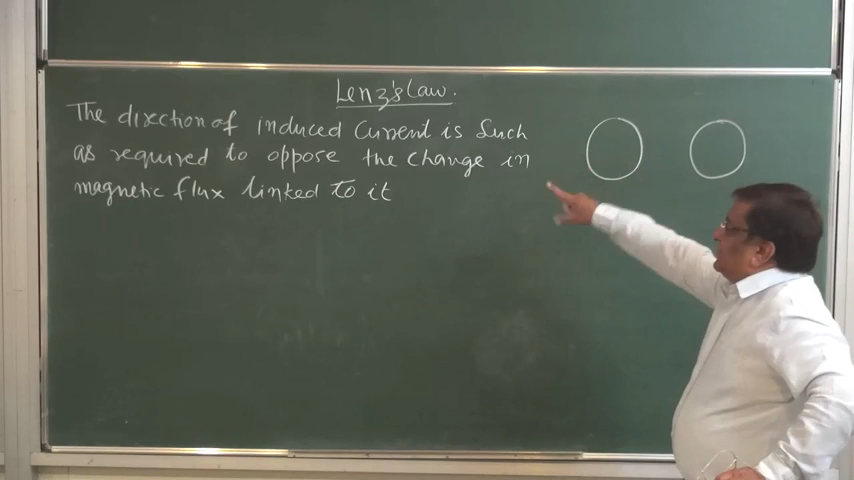 Lenz's Law.
The direction of induced Current is Such
as required to oppose the change in
magnetic flux linked to it